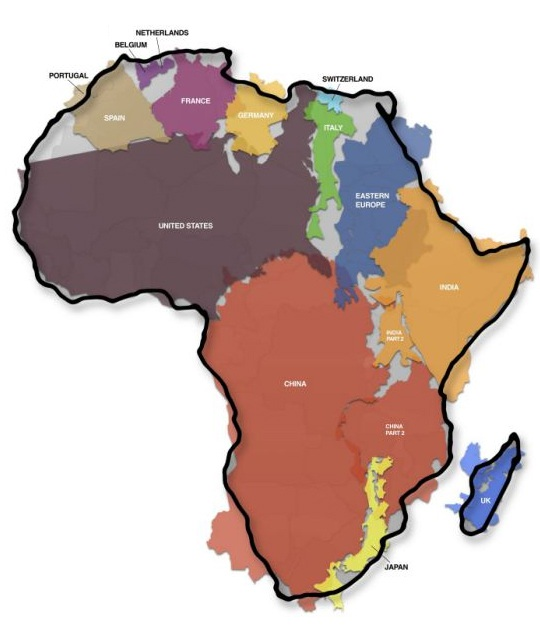 NETHERLANDS
BELGIUM
PORTUGAL
SWITZERLAND
SPAIN
FRANCE
GERMANY
ITALY
EASTERN
EUROPE
UNITED STATES
INDIA
INDIA
PART 2
CHINA
CHINA
PART 2
UK
JAPAN